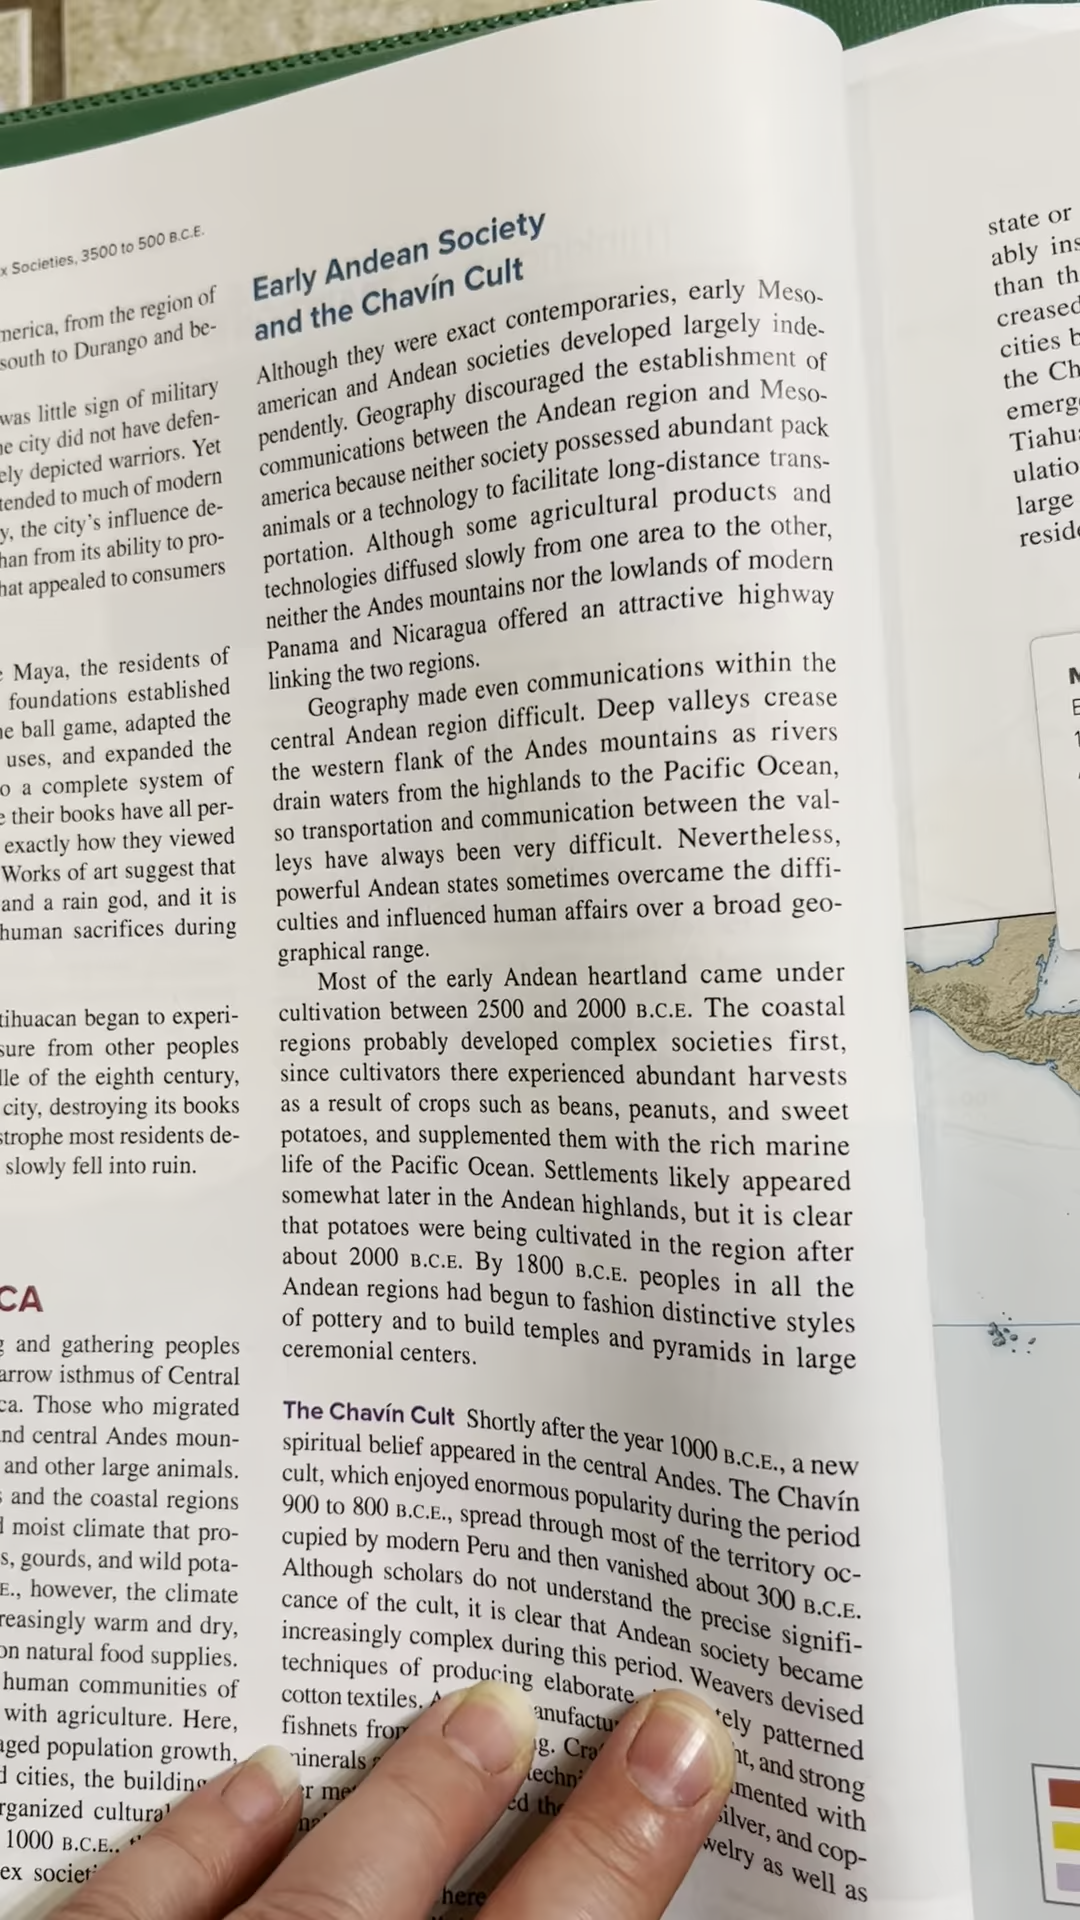 x Societies, 3500 to 500 B.C.E.
merica, from the region of
south to Durango and be-
was little sign of military
e city did not have defen-
ely depicted warriors. Yet
tended to much of modern
y, the city's influence de-
han from its ability to pro-
hat appealed to consumers
Maya, the residents of
foundations established
e ball game, adapted the
uses, and expanded the
o a complete system of
e their books have all per-
exactly how they viewed
Works of art suggest that
and a rain god, and it is
human sacrifices during
tihuacan began to experi-
sure from other peoples
lle of the eighth century,
city, destroying its books
strophe most residents de-
slowly fell into ruin.
CA
g and gathering peoples
arrow isthmus of Central
ca. Those who migrated
nd central Andes moun-
and other large animals.
s and the coastal regions
d moist climate that pro-
s, gourds, and wild pota-
E., however, the climate
reasingly warm and dry,
on natural food supplies.
human communities of
with agriculture. Here,
aged population growth,
d cities, the building
rganized cultural
1000 B.C.E.,
ex societi
Early Andean Society
and the Chavín Cult
Although they were exact contemporaries, early Meso-
american and Andean societies developed largely inde-
pendently. Geography discouraged the establishment of
communications between the Andean region and Meso-
america because neither society possessed abundant pack
animals or a technology to facilitate long-distance trans-
portation. Although some agricultural products and
technologies diffused slowly from one area to the other,
neither the Andes mountains nor the lowlands of modern
Panama and Nicaragua offered an attractive highway
linking the two regions.
Geography made even communications within the
central Andean region difficult. Deep valleys crease
the western flank of the Andes mountains as rivers
drain waters from the highlands to the Pacific Ocean,
so transportation and communication between the val-
leys have always been very difficult. Nevertheless,
powerful Andean states sometimes overcame the diffi-
culties and influenced human affairs over a broad geo-
graphical range.
Most of the early Andean heartland came under
cultivation between 2500 and 2000 B.C.E. The coastal
regions probably developed complex societies first,
since cultivators there experienced abundant harvests
as a result of crops such as beans, peanuts, and sweet
potatoes, and supplemented them with the rich marine
life of the Pacific Ocean. Settlements likely appeared
somewhat later in the Andean highlands, but it is clear
that potatoes were being cultivated in the region after
about 2000 B.C.E. By 1800 B.C.E. peoples in all the
Andean regions had begun to fashion distinctive styles
of pottery and to build temples and pyramids in large
ceremonial centers.
The Chavín Cult Shortly after the year 1000 B.C.E., a new
spiritual belief appeared in the central Andes. The Chavín
cult, which enjoyed enormous popularity during the period
900 to 800 B.C.E., spread through most of the territory oc-
cupied by modern Peru and then vanished about 300 B.C.E.
Although scholars do not understand the precise signifi-
cance of the cult, it is clear that Andean society became
increasingly complex during this period. Weavers devised
techniques of producing elaborate, tely patterned
cotton textiles. anufactu nt, and strong
fishnets from g. Cra mented with
minerals techni silver, and cop-
er me ed the welry as well as
here
state or
ably ins
than th
creased
cities b
the Ch
emerg
Tiahua
ulatio
large
reside